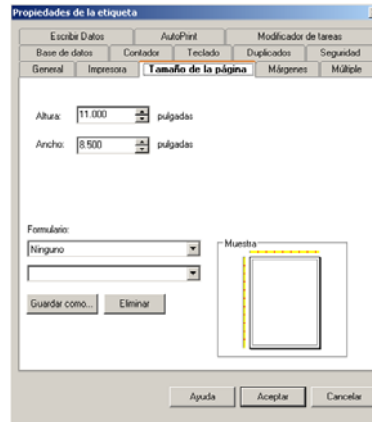 Propiedades de la etiqueta
Escribir Datos AutoPrint Modificador de tareas
Base de datos Contador Teclado Duplicados Seguridad
General Impresora Tamaño de la página Márgenes Múltiple
Altura: 11.000 pulgadas
Ancho: 8.500 pulgadas
Formulario:
Ninguno
Muestra
Guardar como... Eliminar
Ayuda Aceptar Cancelar